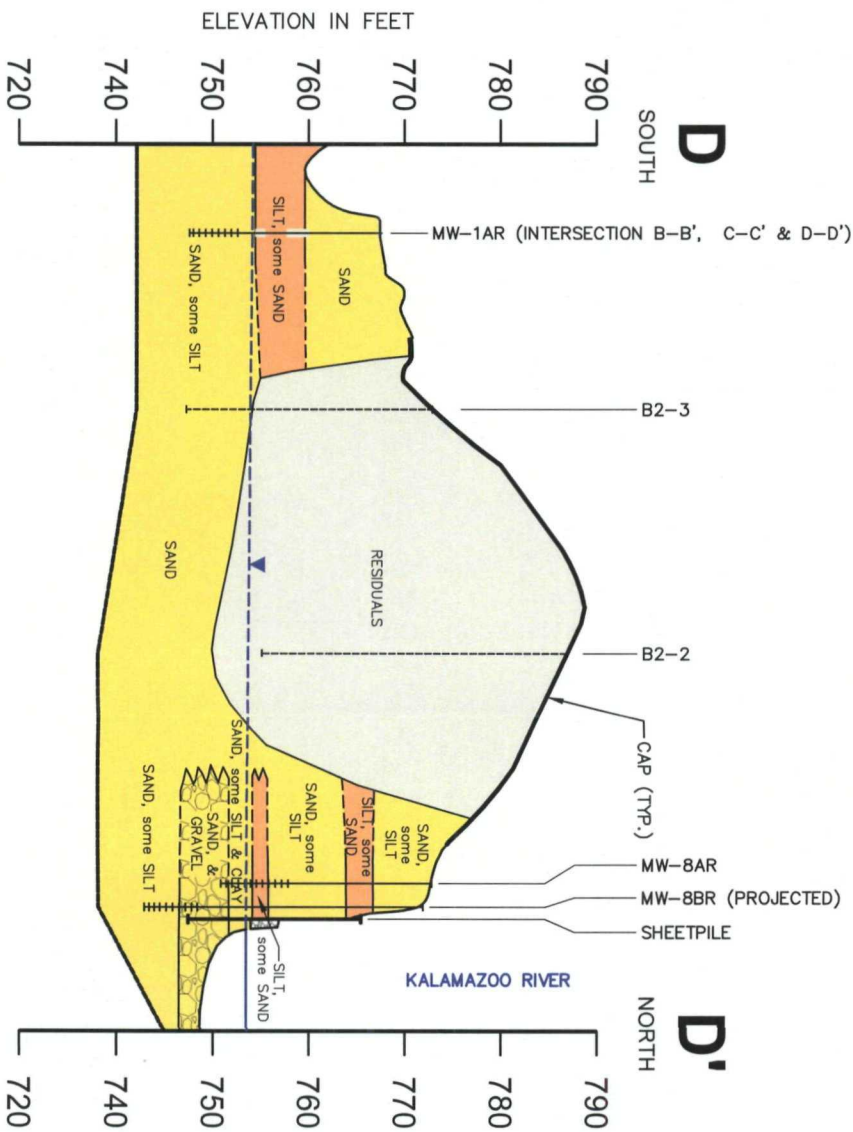 ELEVATION IN FEET
790
780
770
760
750
740
720
D
SOUTH
MW-1AR (INTERSECTION B-B', C-C' & D-D')
B2-3
B2-2
CAP (TYP.)
MW-8AR
MW-8BR (PROJECTED)
SHEETPILE
KALAMAZOO RIVER
D'
NORTH
790
780
770
760
750
740
720
SAND
SILT, some SAND
SAND, some SILT
RESIDUALS
SAND
SAND,
some
SILT
SILT, some
SAND
SAND, some
SILT
SILT,
some SAND
SAND, some SILT & CLAY
SAND, &
GRAVEL
SAND, some SILT